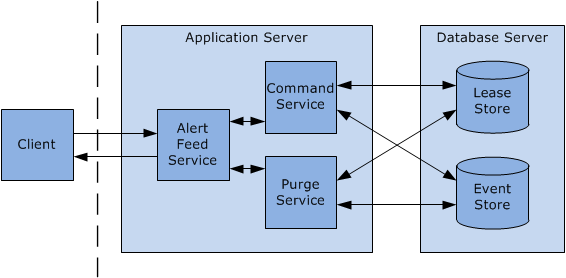 Application Server
Database Server
Client
Alert
Feed
Service
Command
Service
Purge
Service
Lease
Store
Event
Store